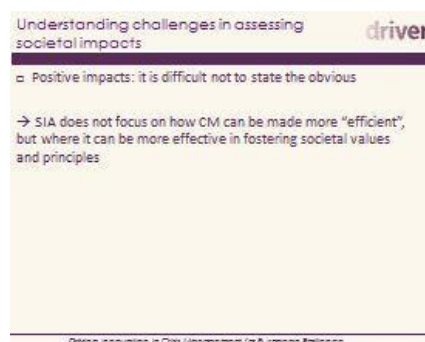 Understanding challenges in assessing
societal impacts
driver
Positive impacts: it is difficult not to state the obvious
→ SIA does not focus on how CM can be made more "efficient",
but where it can be more effective in fostering societal values
and principles